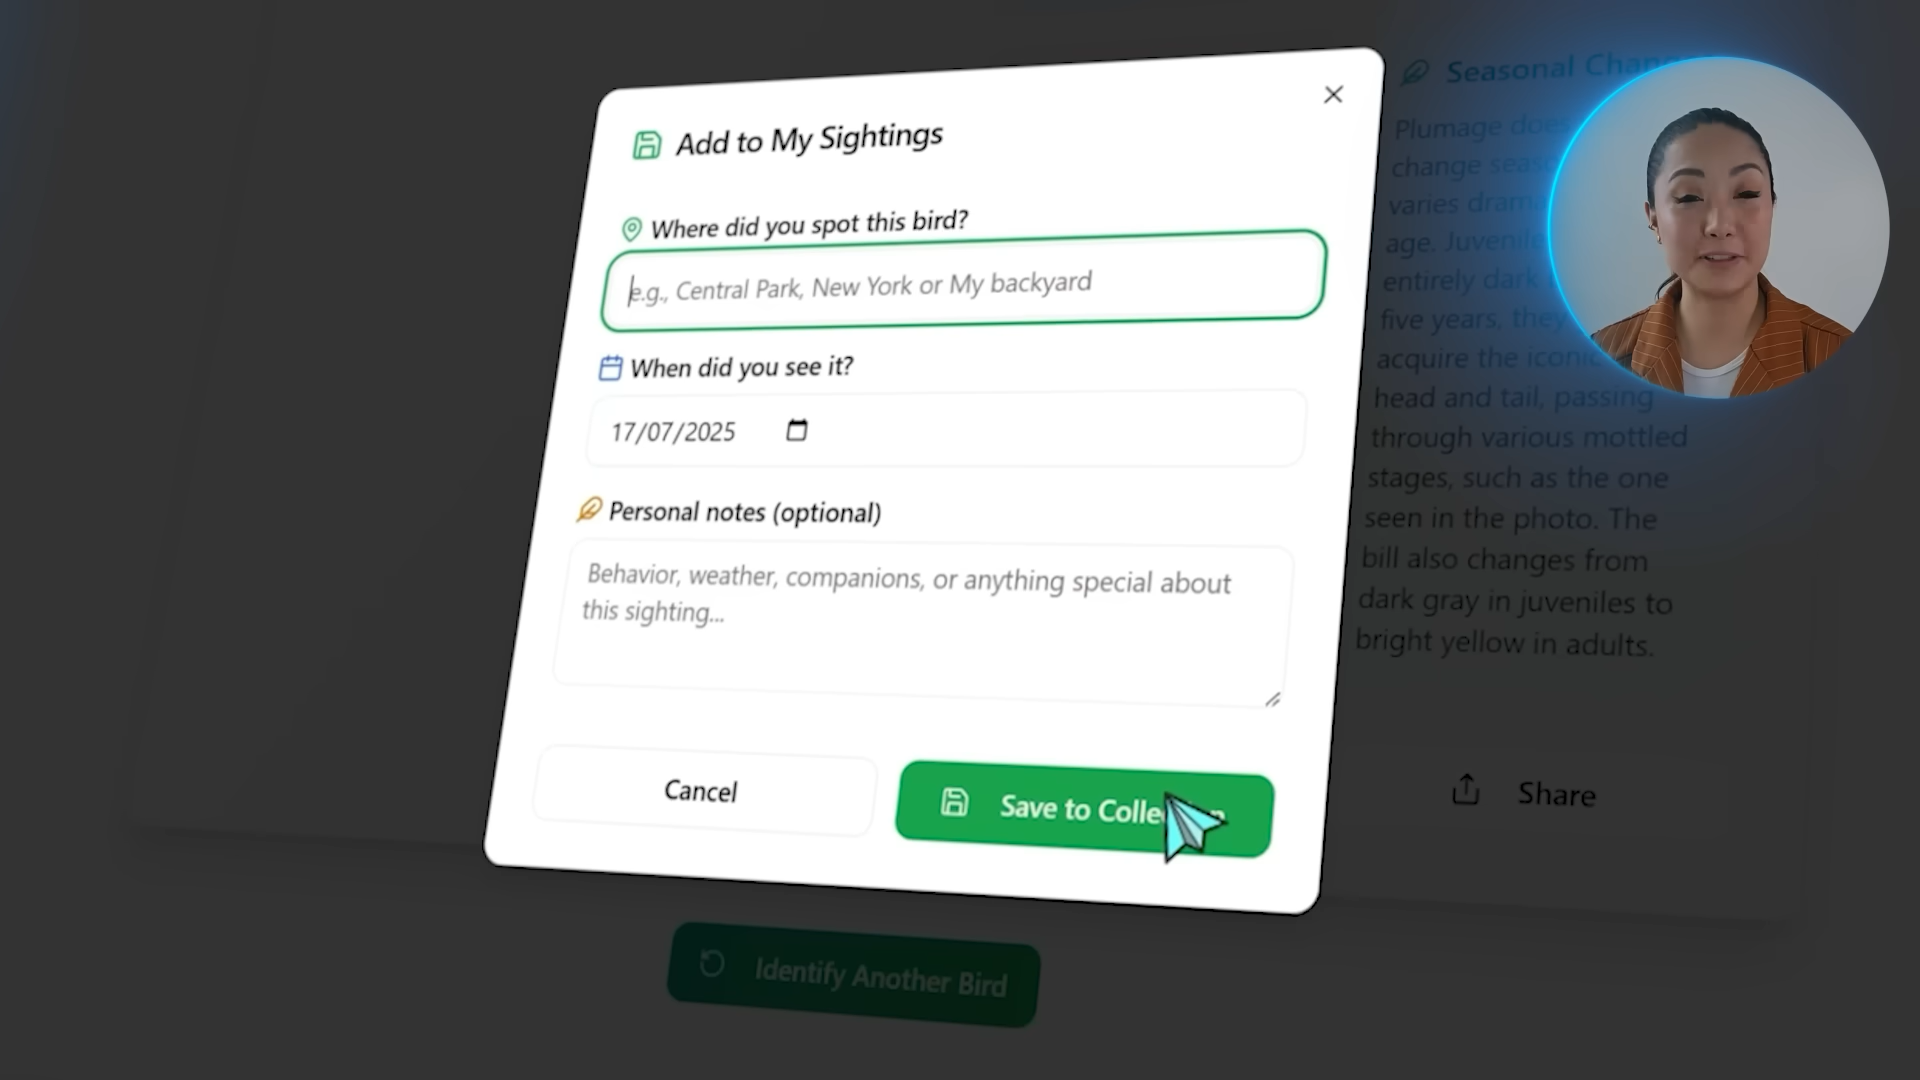 Add to My Sightings
Where did you spot this bird?
e.g., Central Park, New York or My backyard
When did you see it?
17/07/2025
Personal notes (optional)
Behavior, weather, companions, or anything special about
this sighting...
Cancel
Save to
Identify Another Bird
Seasonal
Plumage does
change
varies
age.
entirely dark
five years, they
acquire the iconic
head and tail, passing
through various mottled
stages, such as the one
seen in the photo. The
bill also changes from
dark gray in juveniles to
bright yellow in adults.
Share